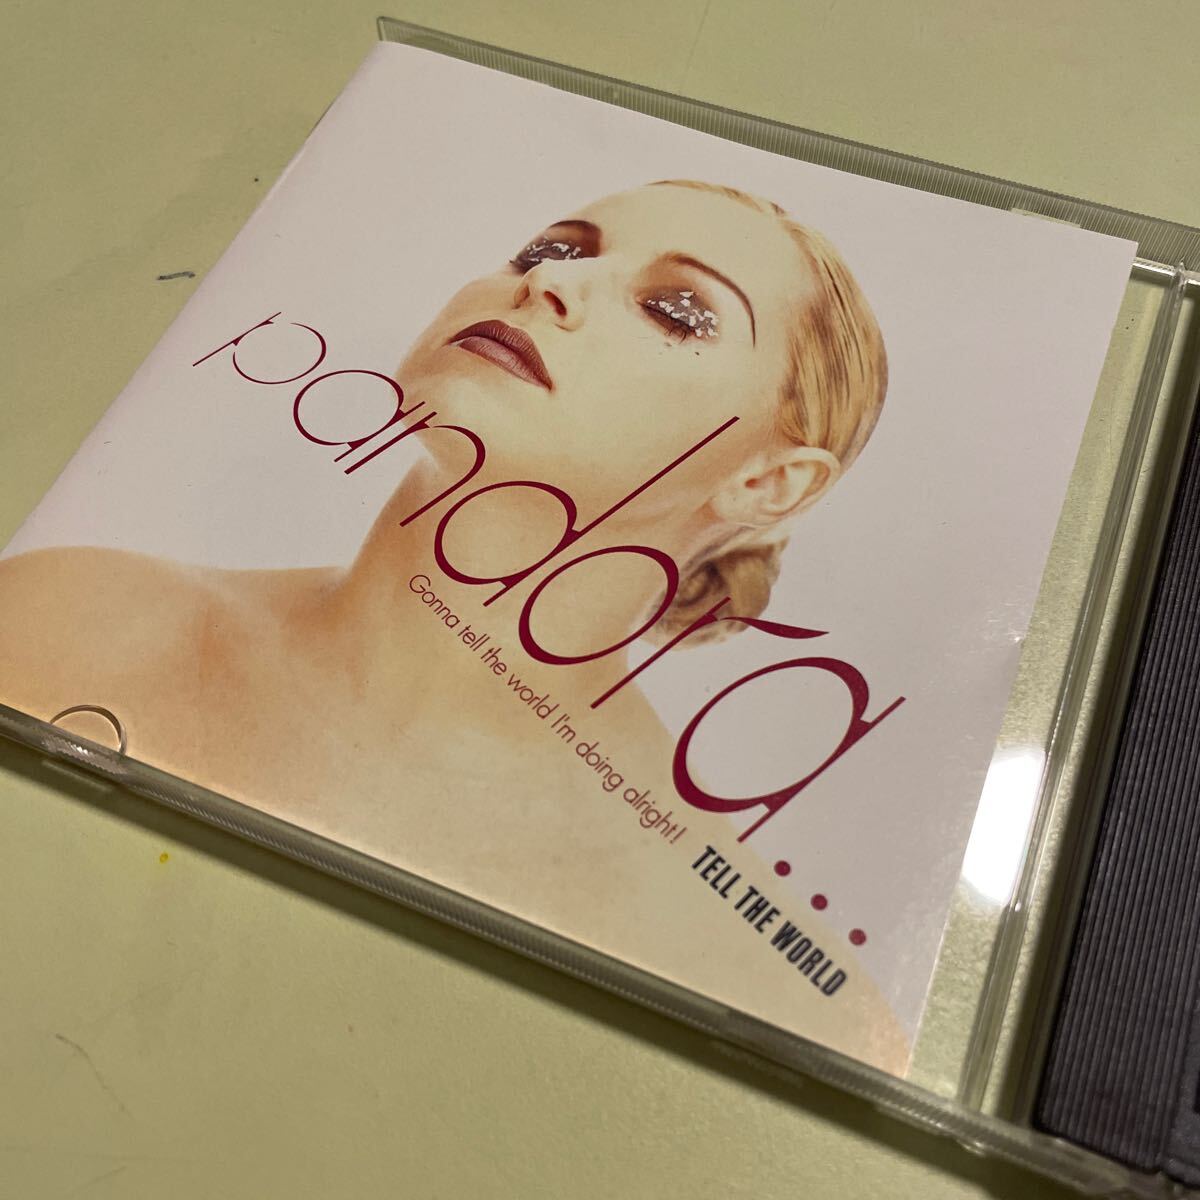 pandora...
Gonna tell the world I'm doing alright!
TELL THE WORLD